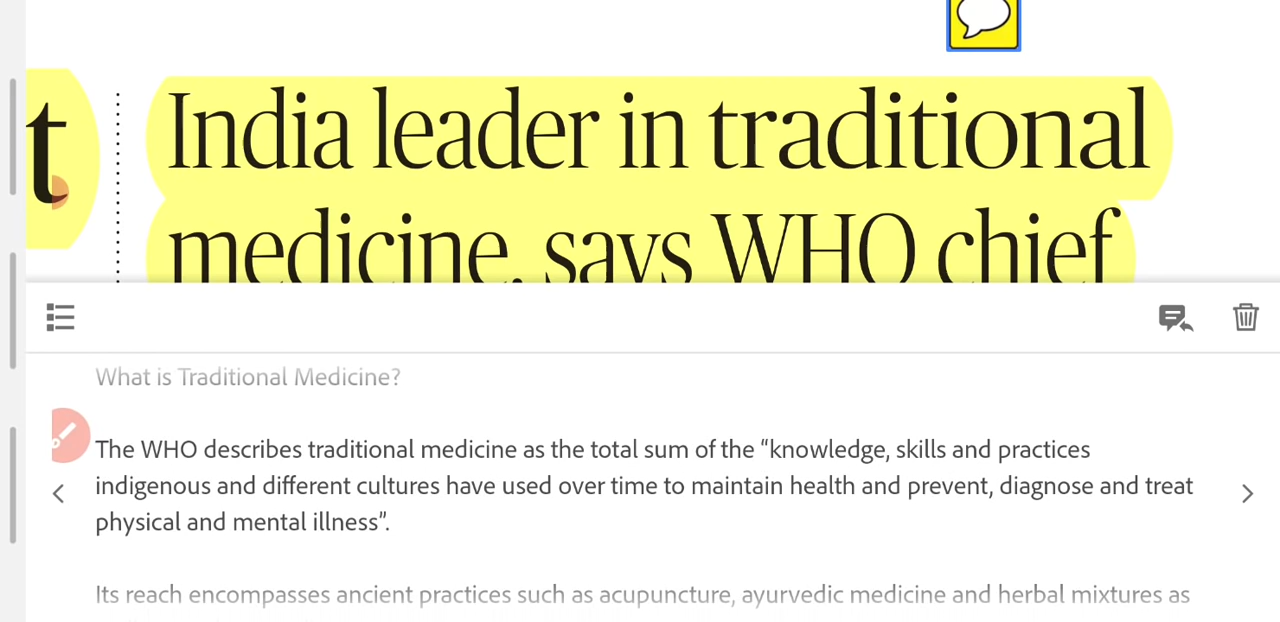 t
India leader in traditional
medicine, says WHO chief
What is Traditional Medicine?
The WHO describes traditional medicine as the total sum of the “knowledge, skills and practices
indigenous and different cultures have used over time to maintain health and prevent, diagnose and treat
physical and mental illness”.
Its reach encompasses ancient practices such as acupuncture, ayurvedic medicine and herbal mixtures as